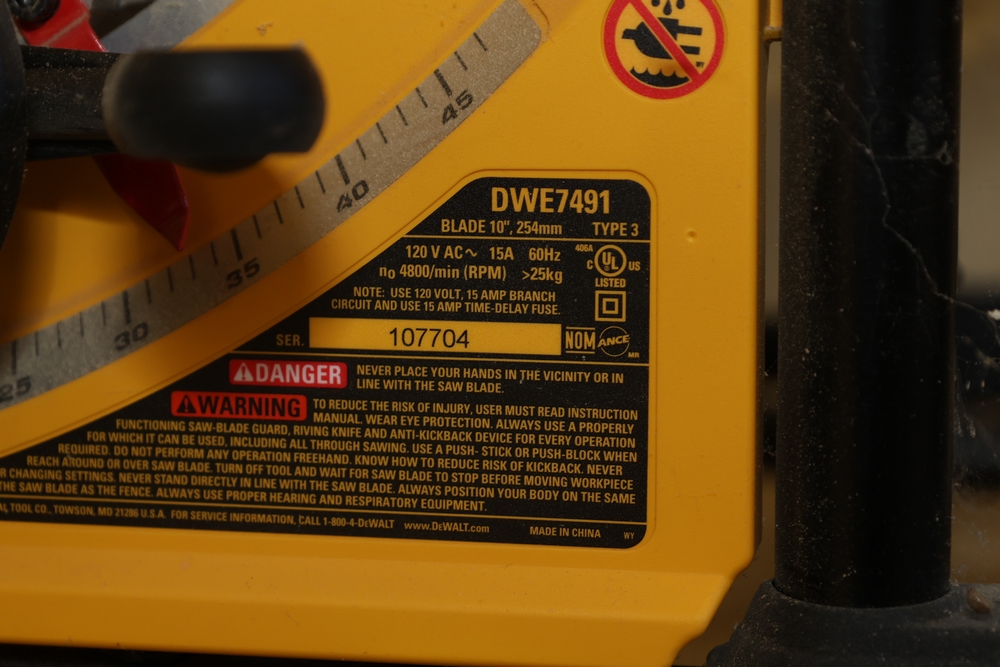 45
40
35
30
25
DWE7491
BLADE 10", 254mm TYPE 3
120 V AC~ 15A 60Hz
n₀ 4800/min (RPM) >25kg
406A
C UL US
LISTED
NOTE: USE 120 VOLT, 15 AMP BRANCH
CIRCUIT AND USE 15 AMP TIME-DELAY FUSE.
SER. 107704
NOM ANCE
MR
DANGER NEVER PLACE YOUR HANDS IN THE VICINITY OR IN
LINE WITH THE SAW BLADE.
WARNING TO REDUCE THE RISK OF INJURY, USER MUST READ INSTRUCTION
MANUAL. WEAR EYE PROTECTION. ALWAYS USE A PROPERLY
FUNCTIONING SAW-BLADE GUARD, RIVING KNIFE AND ANTI-KICKBACK DEVICE FOR EVERY OPERATION
FOR WHICH IT CAN BE USED, INCLUDING ALL THROUGH SAWING. USE A PUSH- STICK OR PUSH-BLOCK WHEN
REQUIRED. DO NOT PERFORM ANY OPERATION FREEHAND. KNOW HOW TO REDUCE RISK OF KICKBACK. NEVER
REACH AROUND OR OVER SAW BLADE. TURN OFF TOOL AND WAIT FOR SAW BLADE TO STOP BEFORE MOVING WORKPIECE
CHANGING SETTINGS. NEVER STAND DIRECTLY IN LINE WITH THE SAW BLADE. ALWAYS POSITION YOUR BODY ON THE SAME
SAW BLADE AS THE FENCE. ALWAYS USE PROPER HEARING AND RESPIRATORY EQUIPMENT.
TOOL CO., TOWSON, MD 21286 U.S.A. FOR SERVICE INFORMATION, CALL 1-800-4-DeWALT www.DeWALT.com MADE IN CHINA WY